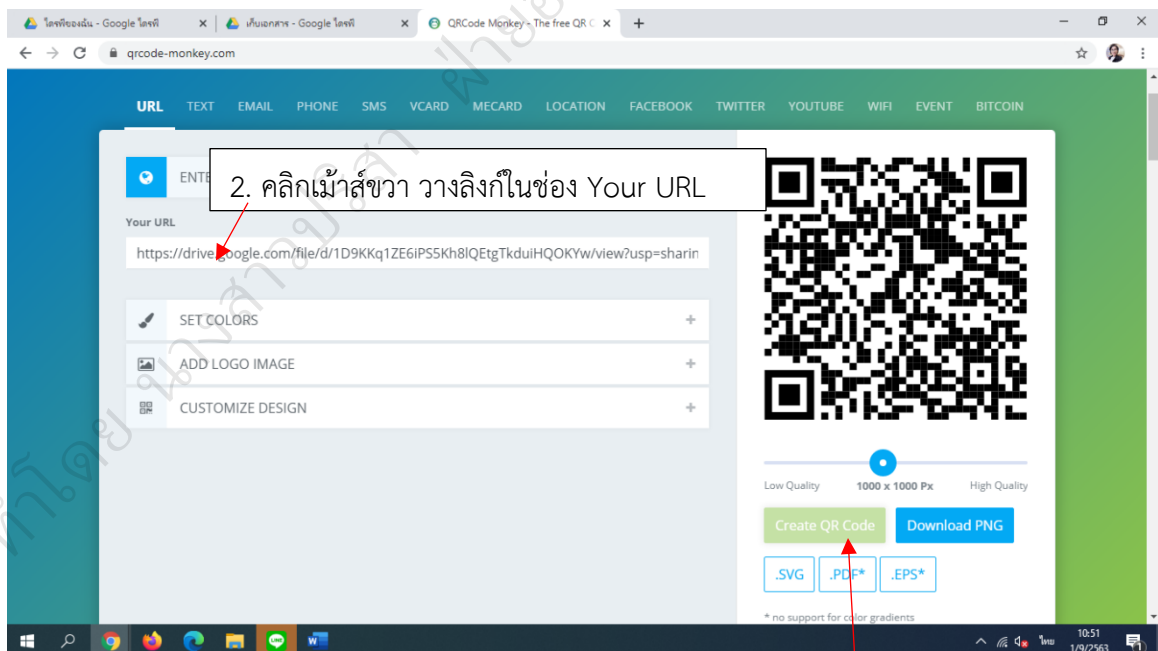 ไดรฟ์ของฉัน - Google ไดรฟ์
เก็บเอกสาร - Google ไดรฟ์
QRCode Monkey - The free QR C
qrcode-monkey.com
URL TEXT EMAIL PHONE SMS VCARD MECARD LOCATION FACEBOOK TWITTER YOUTUBE WIFI EVENT BITCOIN
ENTE
2. คลิกเม้าส์ขวา วางลิงก์ในช่อง Your URL
Your URL
https://drive.google.com/file/d/1D9KKq1ZE6iPS5Kh8lQEtgTkduiHQOKYw/view?usp=sharin
SET COLORS
ADD LOGO IMAGE
CUSTOMIZE DESIGN
Low Quality 1000 x 1000 Px High Quality
Create QR Code Download PNG
.SVG .PDF* .EPS*
* no support for color gradients
ไทย
10:51
1/9/2563